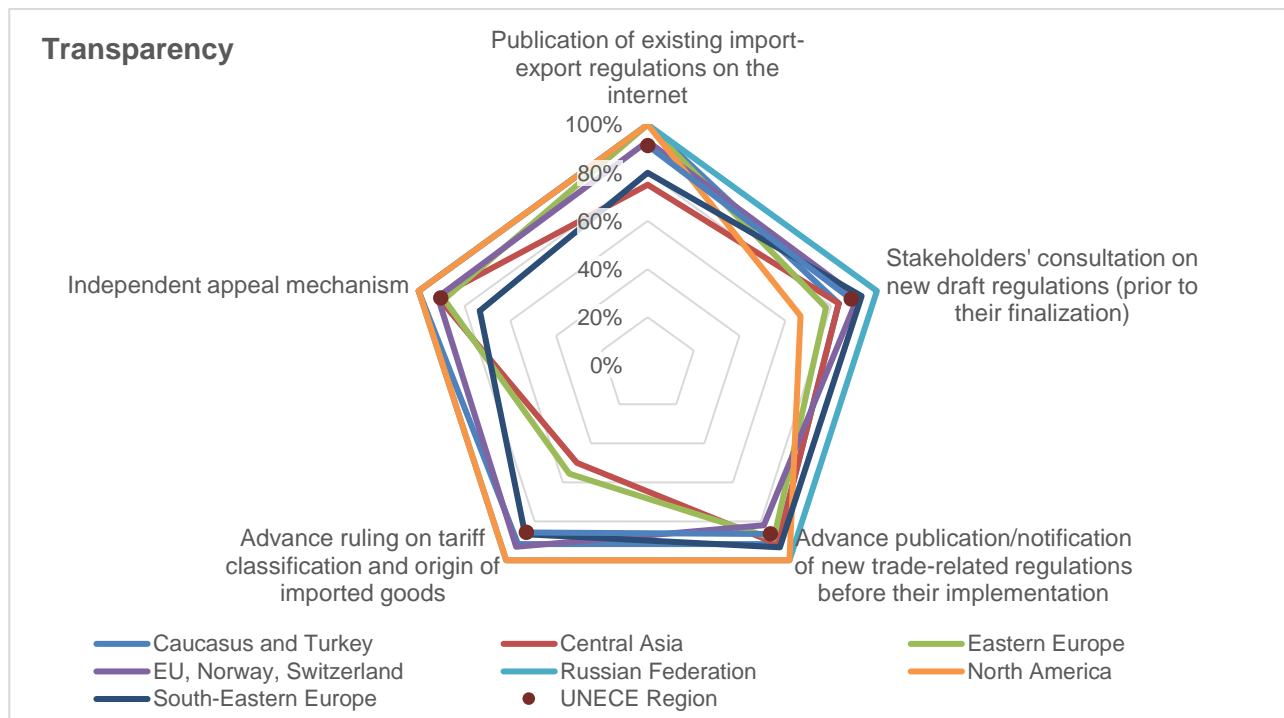 Transparency
Publication of existing import-
export regulations on the
internet
100%
80%
60%
40%
20%
0%
Stakeholders' consultation on
new draft regulations (prior to
their finalization)
Independent appeal mechanism
Advance ruling on tariff
classification and origin of
imported goods
Advance publication/notification
of new trade-related regulations
before their implementation
Caucasus and Turkey
Central Asia
Eastern Europe
EU, Norway, Switzerland
Russian Federation
North America
South-Eastern Europe
UNECE Region